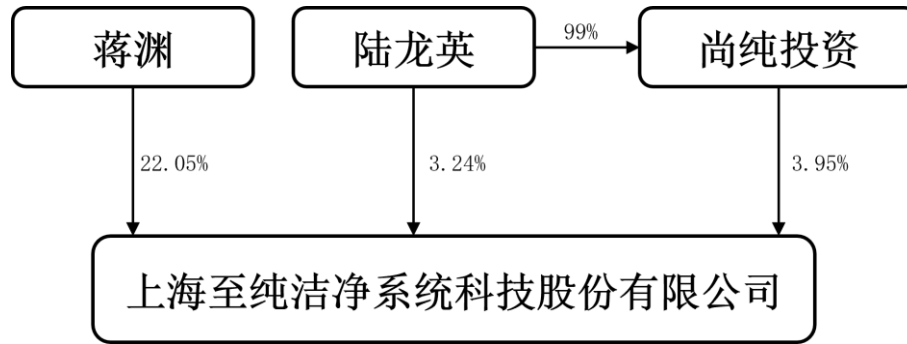 蒋渊
陆龙英
99%
尚纯投资
22.05%
3.24%
3.95%
上海至纯洁净系统科技股份有限公司